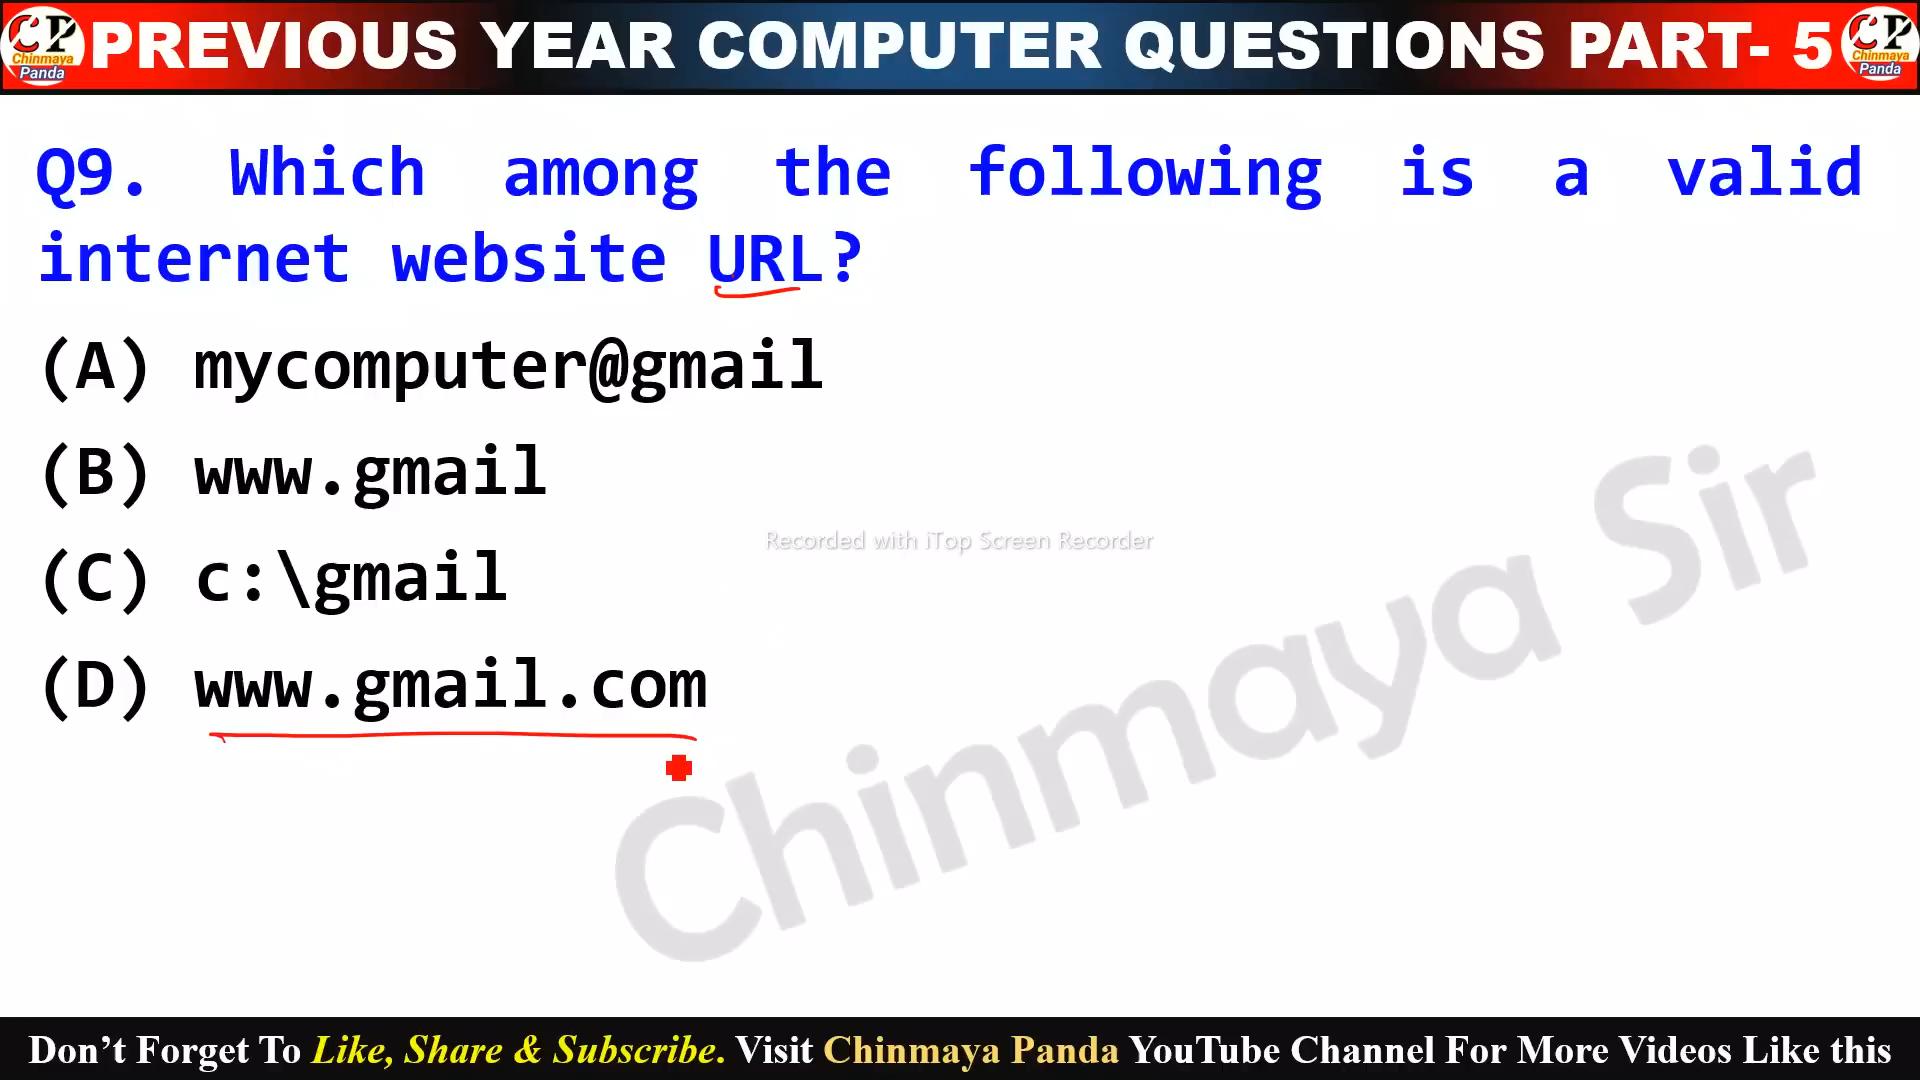 CP Chinmaya Panda
PREVIOUS YEAR COMPUTER QUESTIONS PART- 5
CP Chinmaya Panda
Q9. Which among the following is a valid
internet website URL?
(A) mycomputer@gmail
(B) www.gmail
Recorded with iTop Screen Recorder
(C) c:\gmail
(D) www.gmail.com
Chinmaya Sir
Don’t Forget To Like, Share & Subscribe. Visit Chinmaya Panda YouTube Channel For More Videos Like this